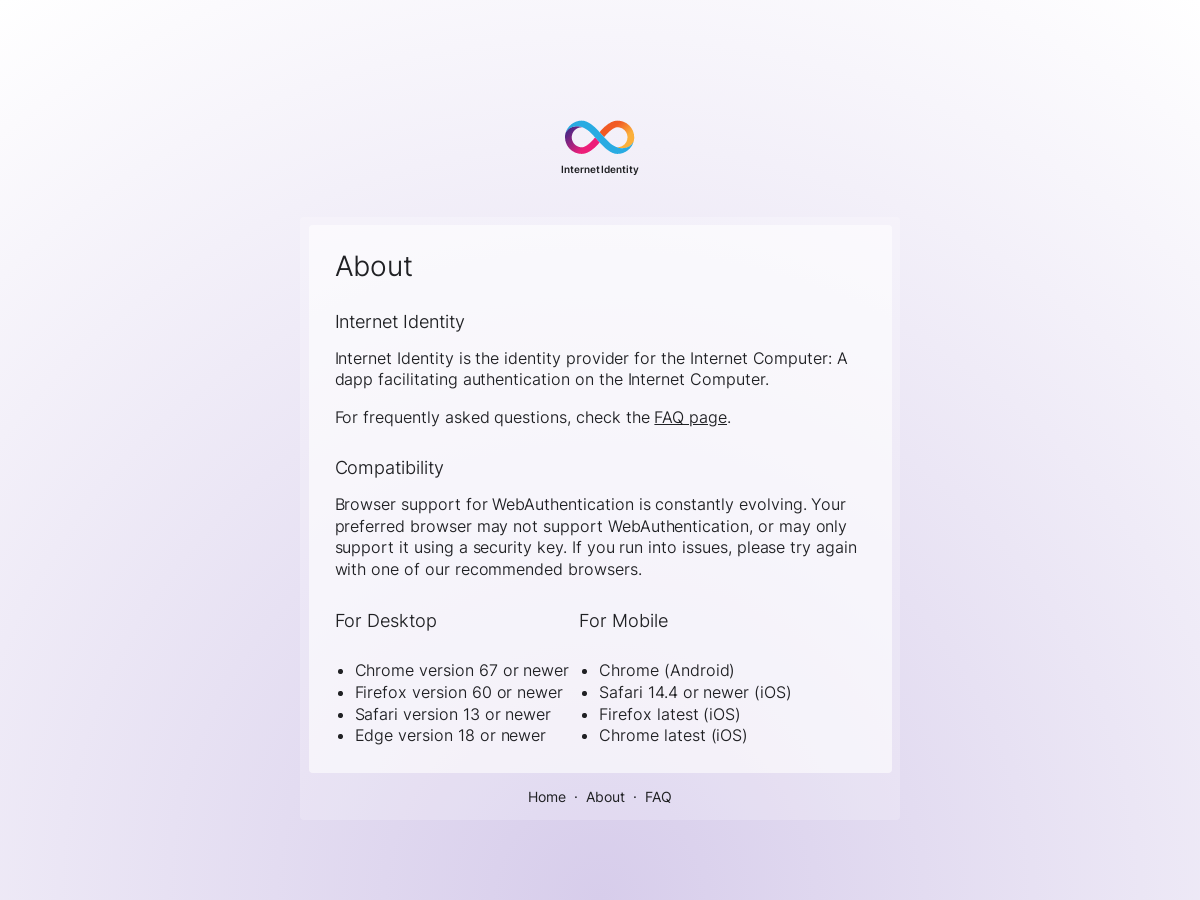 Internet Identity
About
Internet Identity
Internet Identity is the identity provider for the Internet Computer: A
dapp facilitating authentication on the Internet Computer.
For frequently asked questions, check the FAQ page.
Compatibility
Browser support for WebAuthentication is constantly evolving. Your
preferred browser may not support WebAuthentication, or may only
support it using a security key. If you run into issues, please try again
with one of our recommended browsers.
For Desktop
• Chrome version 67 or newer
• Firefox version 60 or newer
• Safari version 13 or newer
• Edge version 18 or newer
For Mobile
• Chrome (Android)
• Safari 14.4 or newer (iOS)
• Firefox latest (iOS)
• Chrome latest (iOS)
Home · About · FAQ